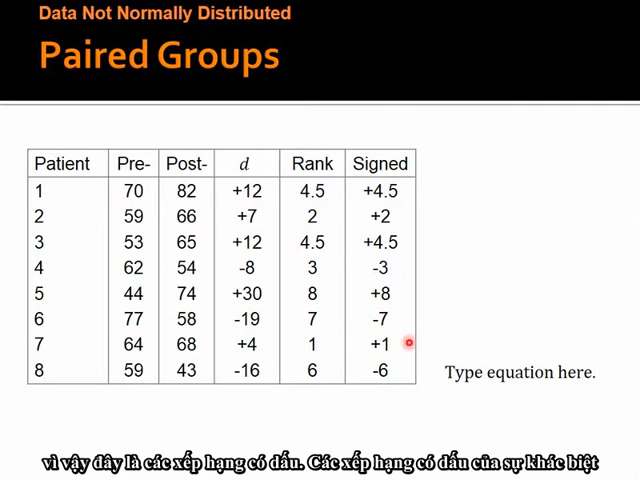 Data Not Normally Distributed
Paired Groups
Patient Pre- Post- d Rank Signed
1 70 82 +12 4.5 +4.5
2 59 66 +7 2 +2
3 53 65 +12 4.5 +4.5
4 62 54 -8 3 -3
5 44 74 +30 8 +8
6 77 58 -19 7 -7
7 64 68 +4 1 +1
8 59 43 -16 6 -6
Type equation here.
vì vậy đây là các xếp hạng có dấu. Các xếp hạng có dấu của sự khác biệt